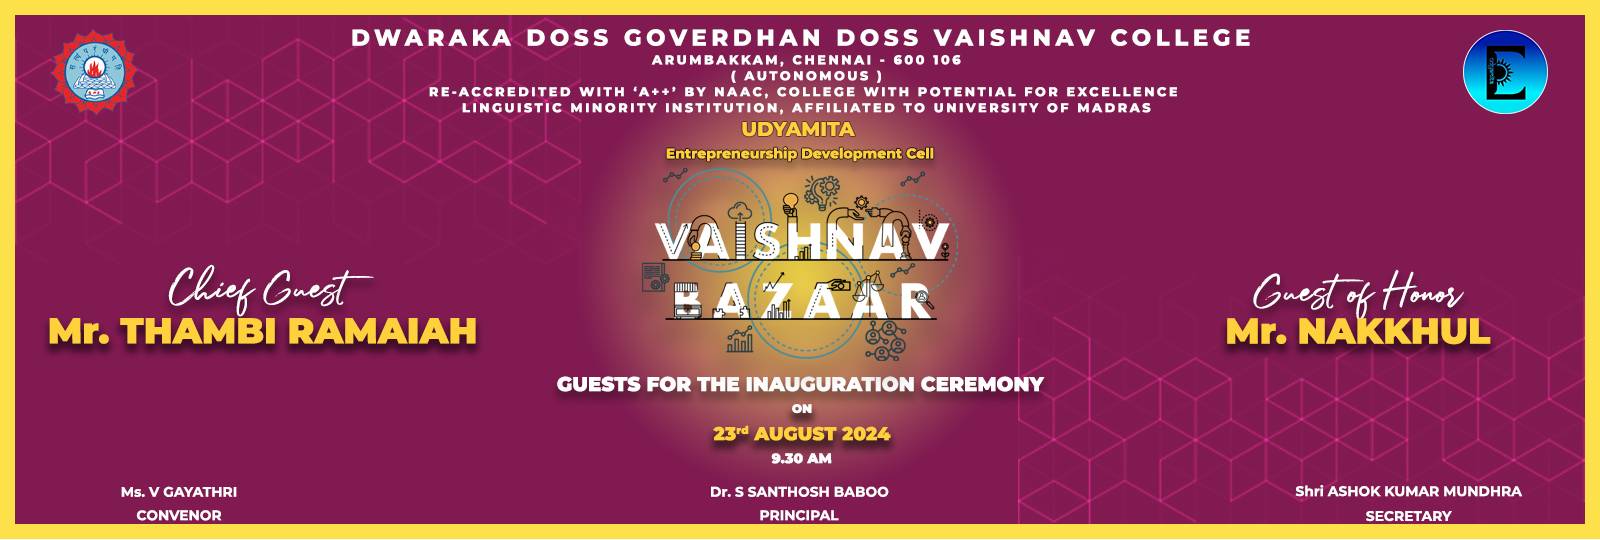 DWARAKA DOSS GOVERDHAN DOSS VAISHNAV COLLEGE
ARUMBAKKAM, CHENNAI - 600 106
( AUTONOMOUS )
RE-ACCREDITED WITH ‘A++’ BY NAAC, COLLEGE WITH POTENTIAL FOR EXCELLENCE
LINGUISTIC MINORITY INSTITUTION, AFFILIATED TO UNIVERSITY OF MADRAS
E
UDYAMITA
Entrepreneurship Development Cell
VAISHNAV
BAZAAR
Chief Guest
Mr. THAMBI RAMAIAH
Guest of Honor
Mr. NAKKHUL
GUESTS FOR THE INAUGURATION CEREMONY
ON
23rd AUGUST 2024
9.30 AM
Ms. V GAYATHRI
CONVENOR
Dr. S SANTHOSH BABOO
PRINCIPAL
Shri ASHOK KUMAR MUNDHRA
SECRETARY